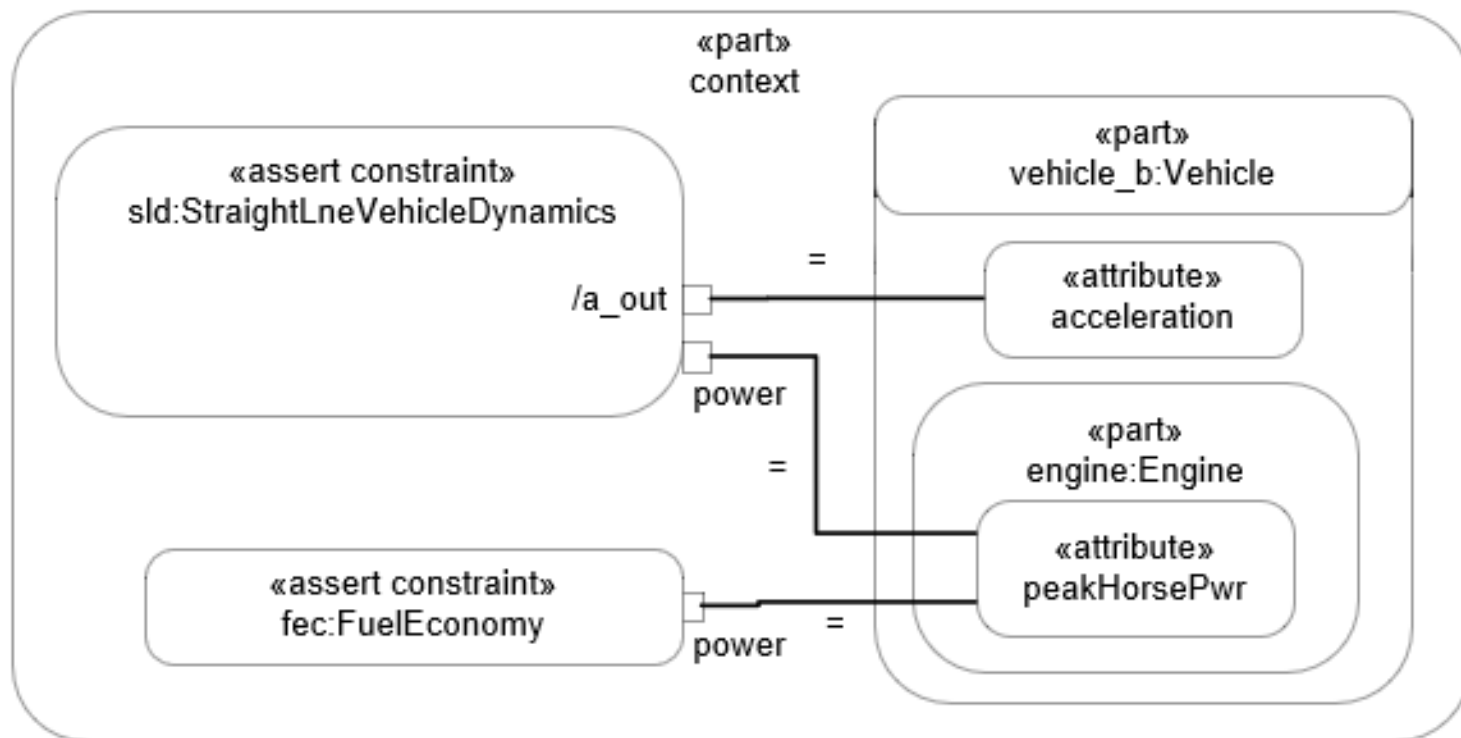 «part»
context
«assert constraint»
sld:StraightLneVehicleDynamics
/a_out
power
=
=
«part»
vehicle_b:Vehicle
«attribute»
acceleration
«part»
engine:Engine
«attribute»
peakHorsePwr
«assert constraint»
fec:FuelEconomy
power
=